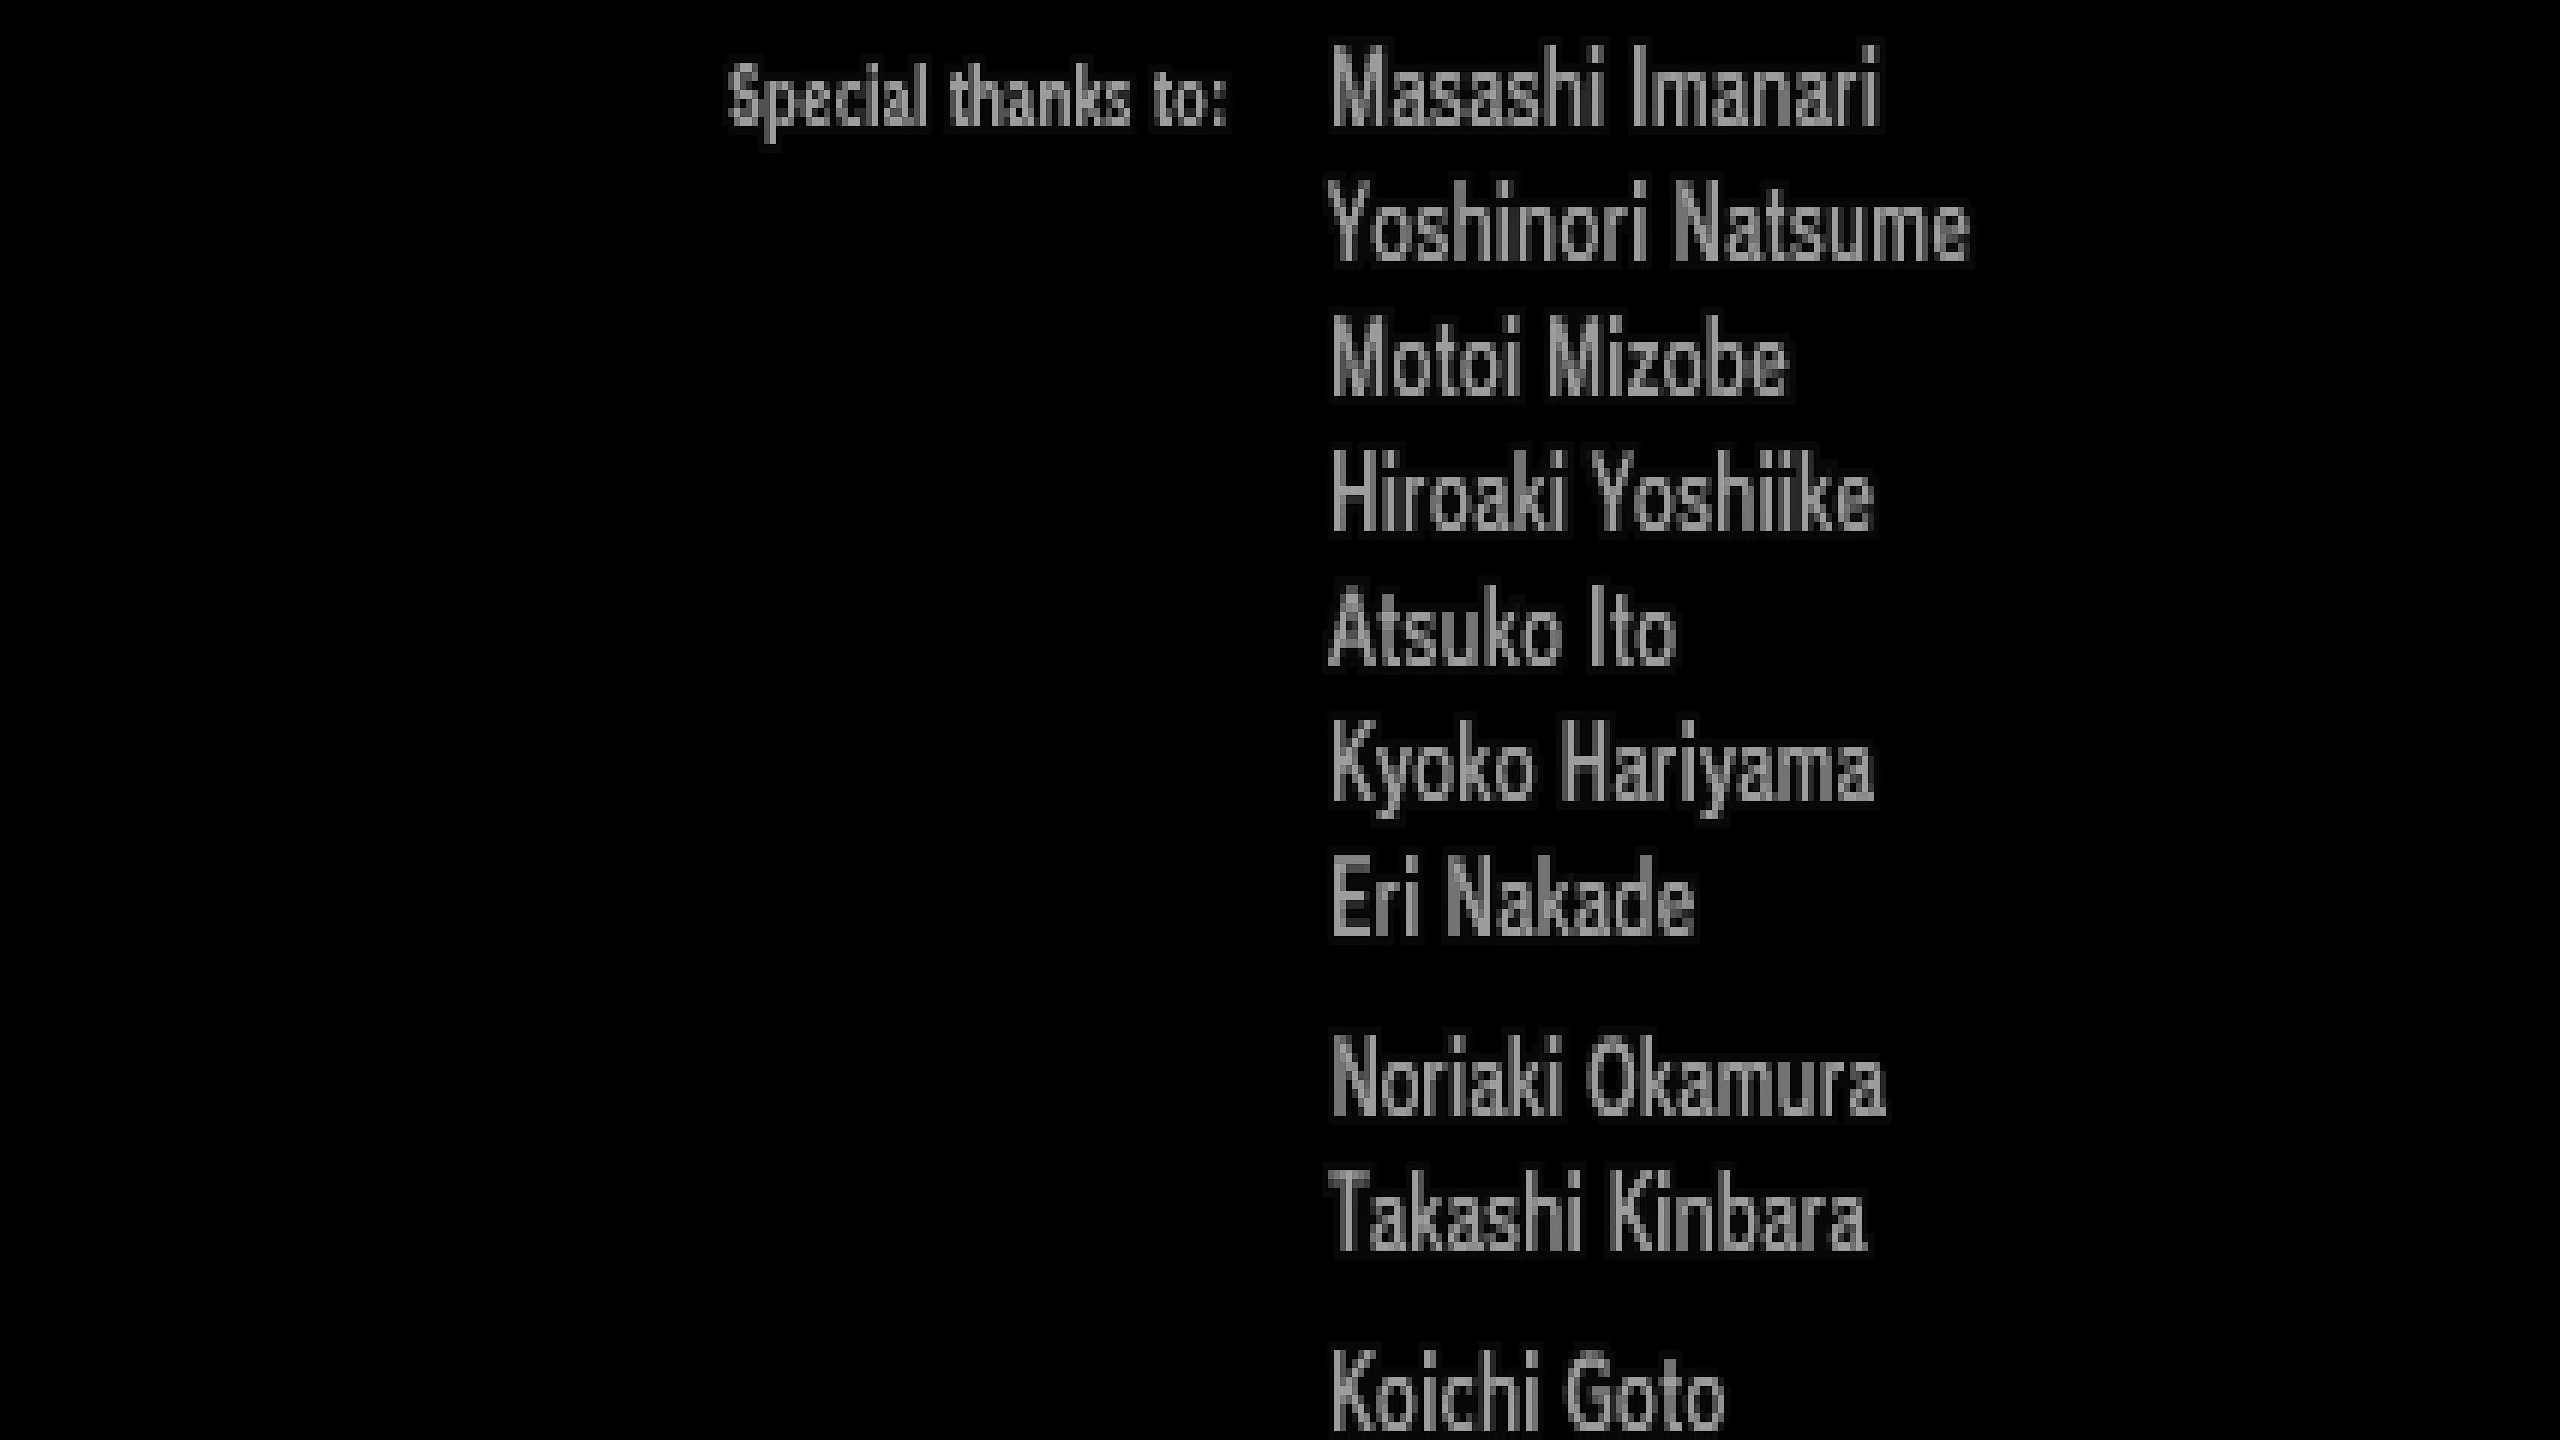 Special thanks to: Masashi Imanari
Yoshinori Natsume
Motoi Mizobe
Hiroaki Yoshiike
Atsuko Ito
Kyoko Hariyama
Eri Nakade
Noriaki Okamura
Takashi Kinbara
Koichi Goto